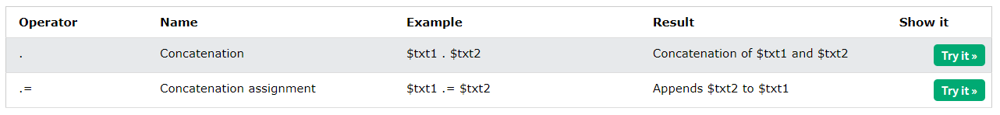 Operator Name Example Result Show it
. Concatenation $txt1 . $txt2 Concatenation of $txt1 and $txt2 Try it »
.= Concatenation assignment $txt1 .= $txt2 Appends $txt2 to $txt1 Try it »